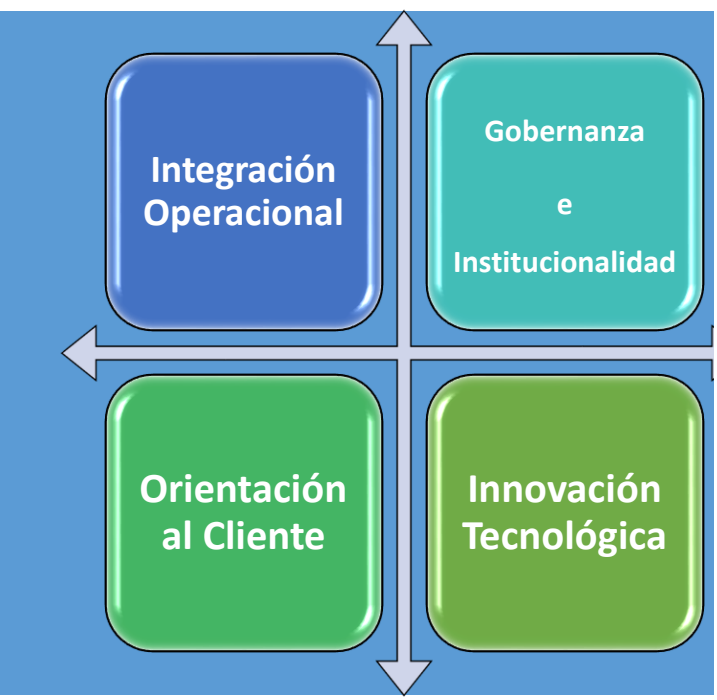 Integración
Operacional
Gobernanza
e
Institucionalidad
Orientación
al Cliente
Innovación
Tecnológica